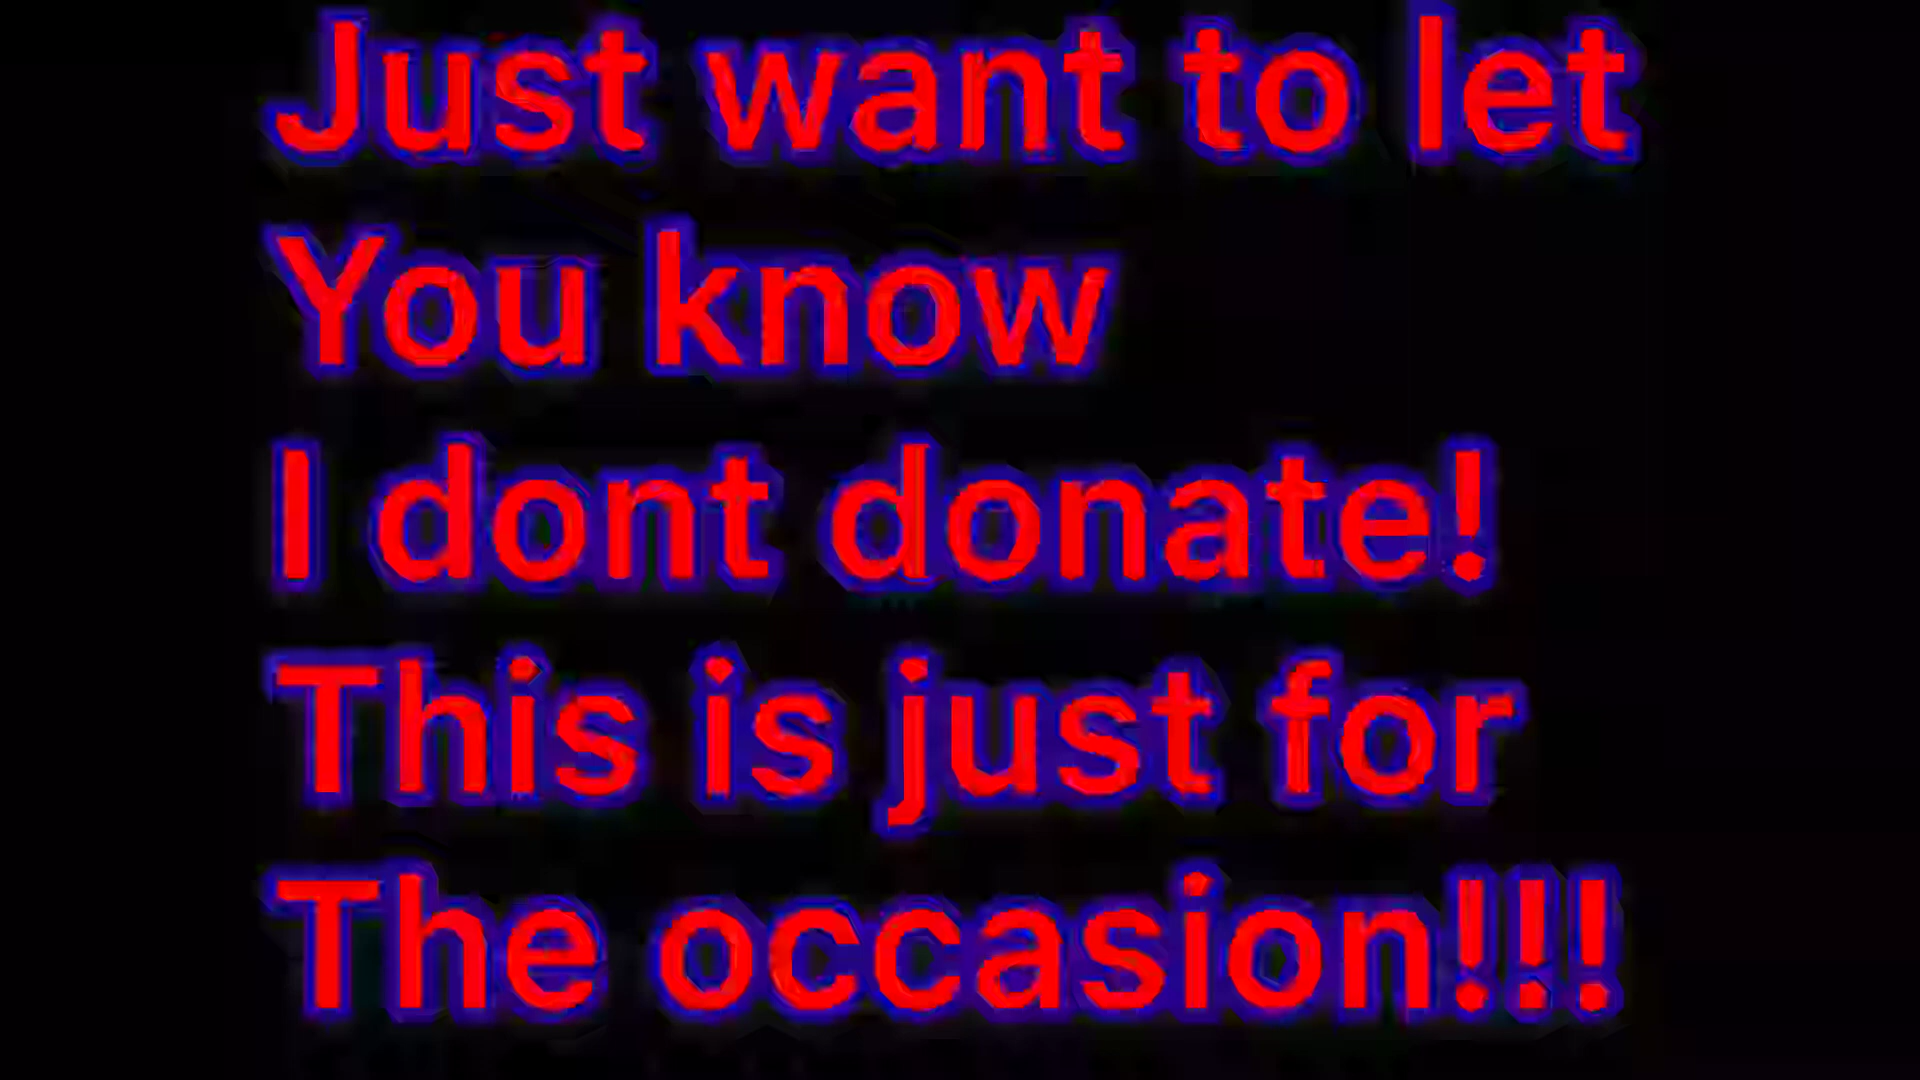 Just want to let
You know
I dont donate!
This is just for
The occasion!!!